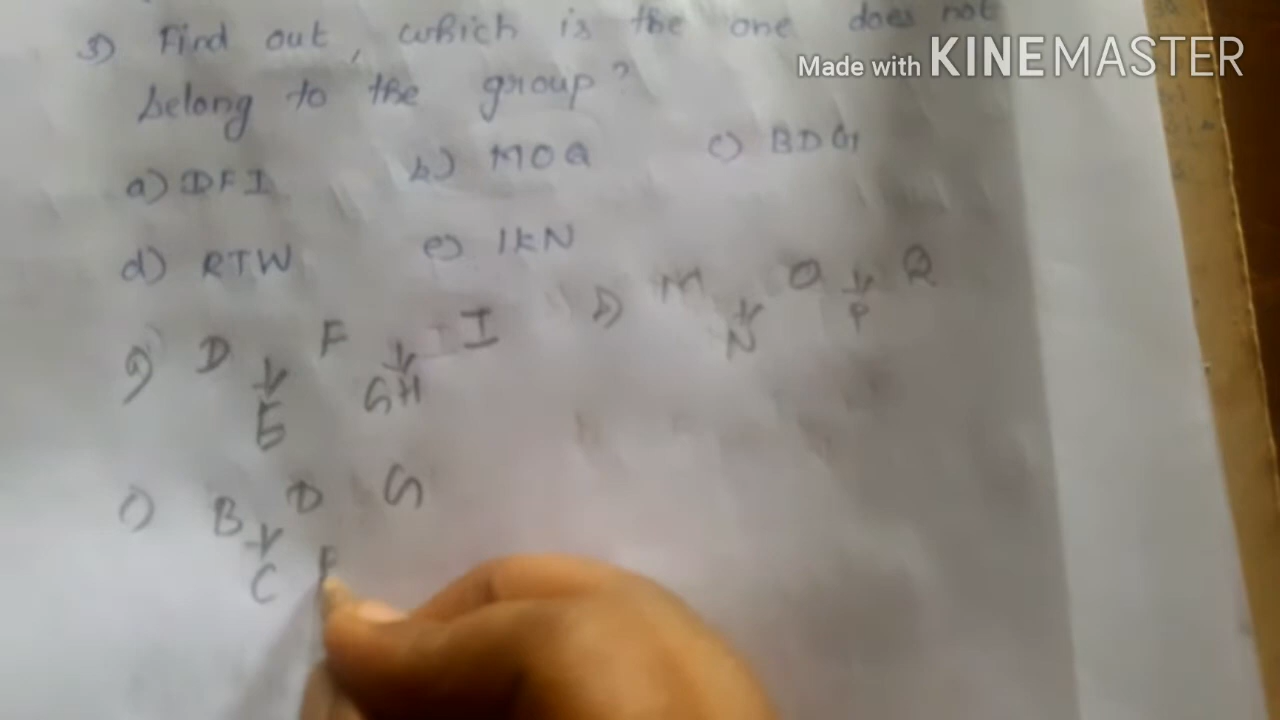 3) Find out, which is the one does not
Made with KINEMASTER
belong to the group?
a) DFI b) MOQ c) BDG
d) RTW e) IKN
a) D F I b) M O Q
E GH N P
c) B D G
C E